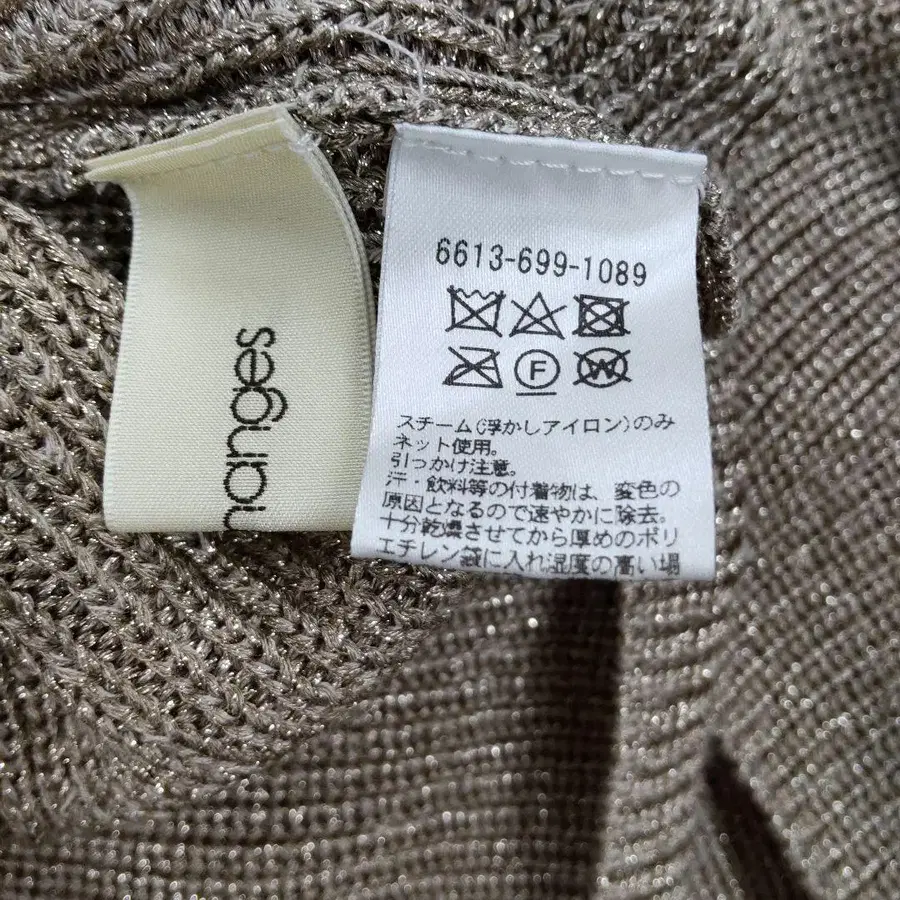 nanges
6613-699-1089
F W
スチーム(浮かしアイロン)のみ
ネット使用。
引っかけ注意。
汗・飲料等の付着物は、変色の
原因となるので速やかに除去。
十分乾燥させてから厚めのポリ
エチレン袋に入れ湿度の高い場